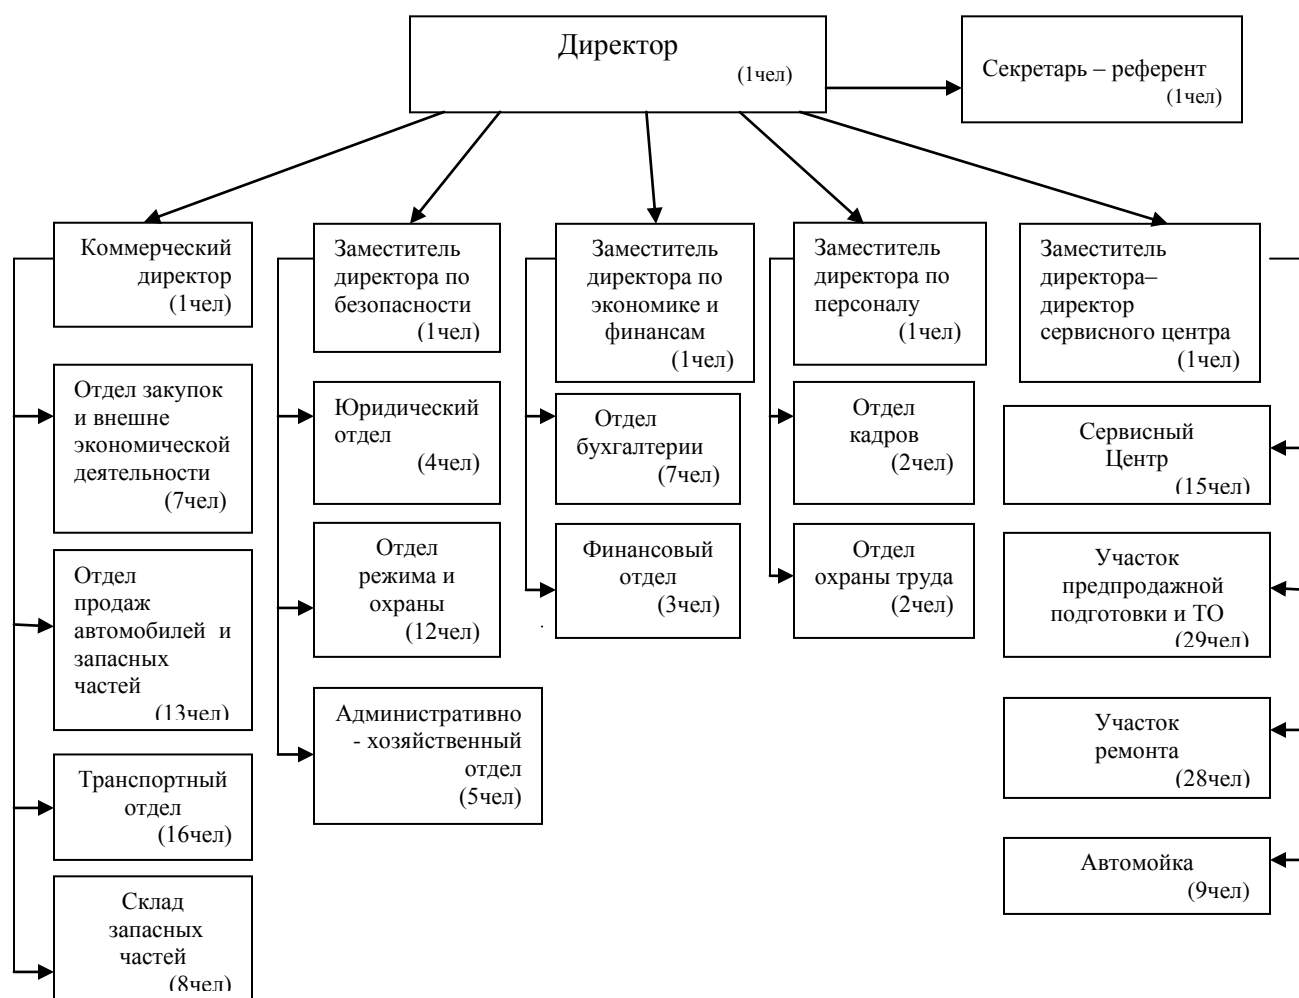 Директор
(1чел)
Секретарь – референт
(1чел)
Коммерческий
директор
(1чел)
Заместитель
директора по
безопасности
(1чел)
Заместитель
директора по
экономике и
финансам
(1чел)
Заместитель
директора по
персоналу
(1чел)
Заместитель
директора–
директор
сервисного центра
(1чел)
Отдел закупок
и внешне
экономической
деятельности
(7чел)
Юридический
отдел
(4чел)
Отдел
бухгалтерии
(7чел)
Отдел
кадров
(2чел)
Сервисный
Центр
(15чел)
Отдел
продаж
автомобилей и
запасных
частей
(13чел)
Отдел
режима и
охраны
(12чел)
Финансовый
отдел
(3чел)
Отдел
охраны труда
(2чел)
Участок
предпродажной
подготовки и ТО
(29чел)
Транспортный
отдел
(16чел)
Административно
- хозяйственный
отдел
(5чел)
Участок
ремонта
(28чел)
Склад
запасных
частей
(8чел)
Автомойка
(9чел)